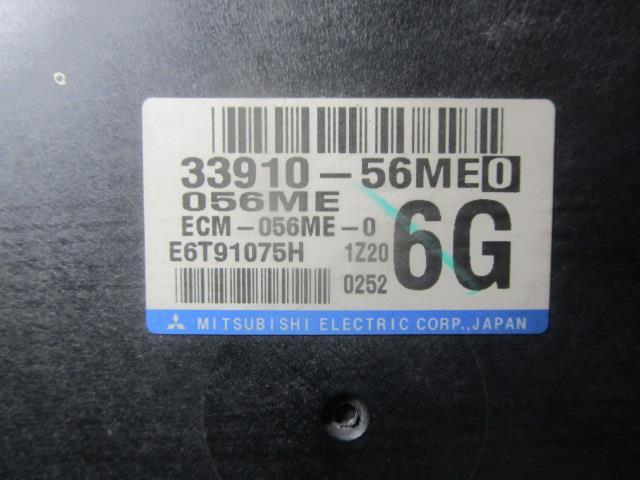 33910-56ME0
056ME
ECM-056ME-0
6G
E6T91075H 1Z20
0252
MITSUBISHI ELECTRIC CORP.,JAPAN